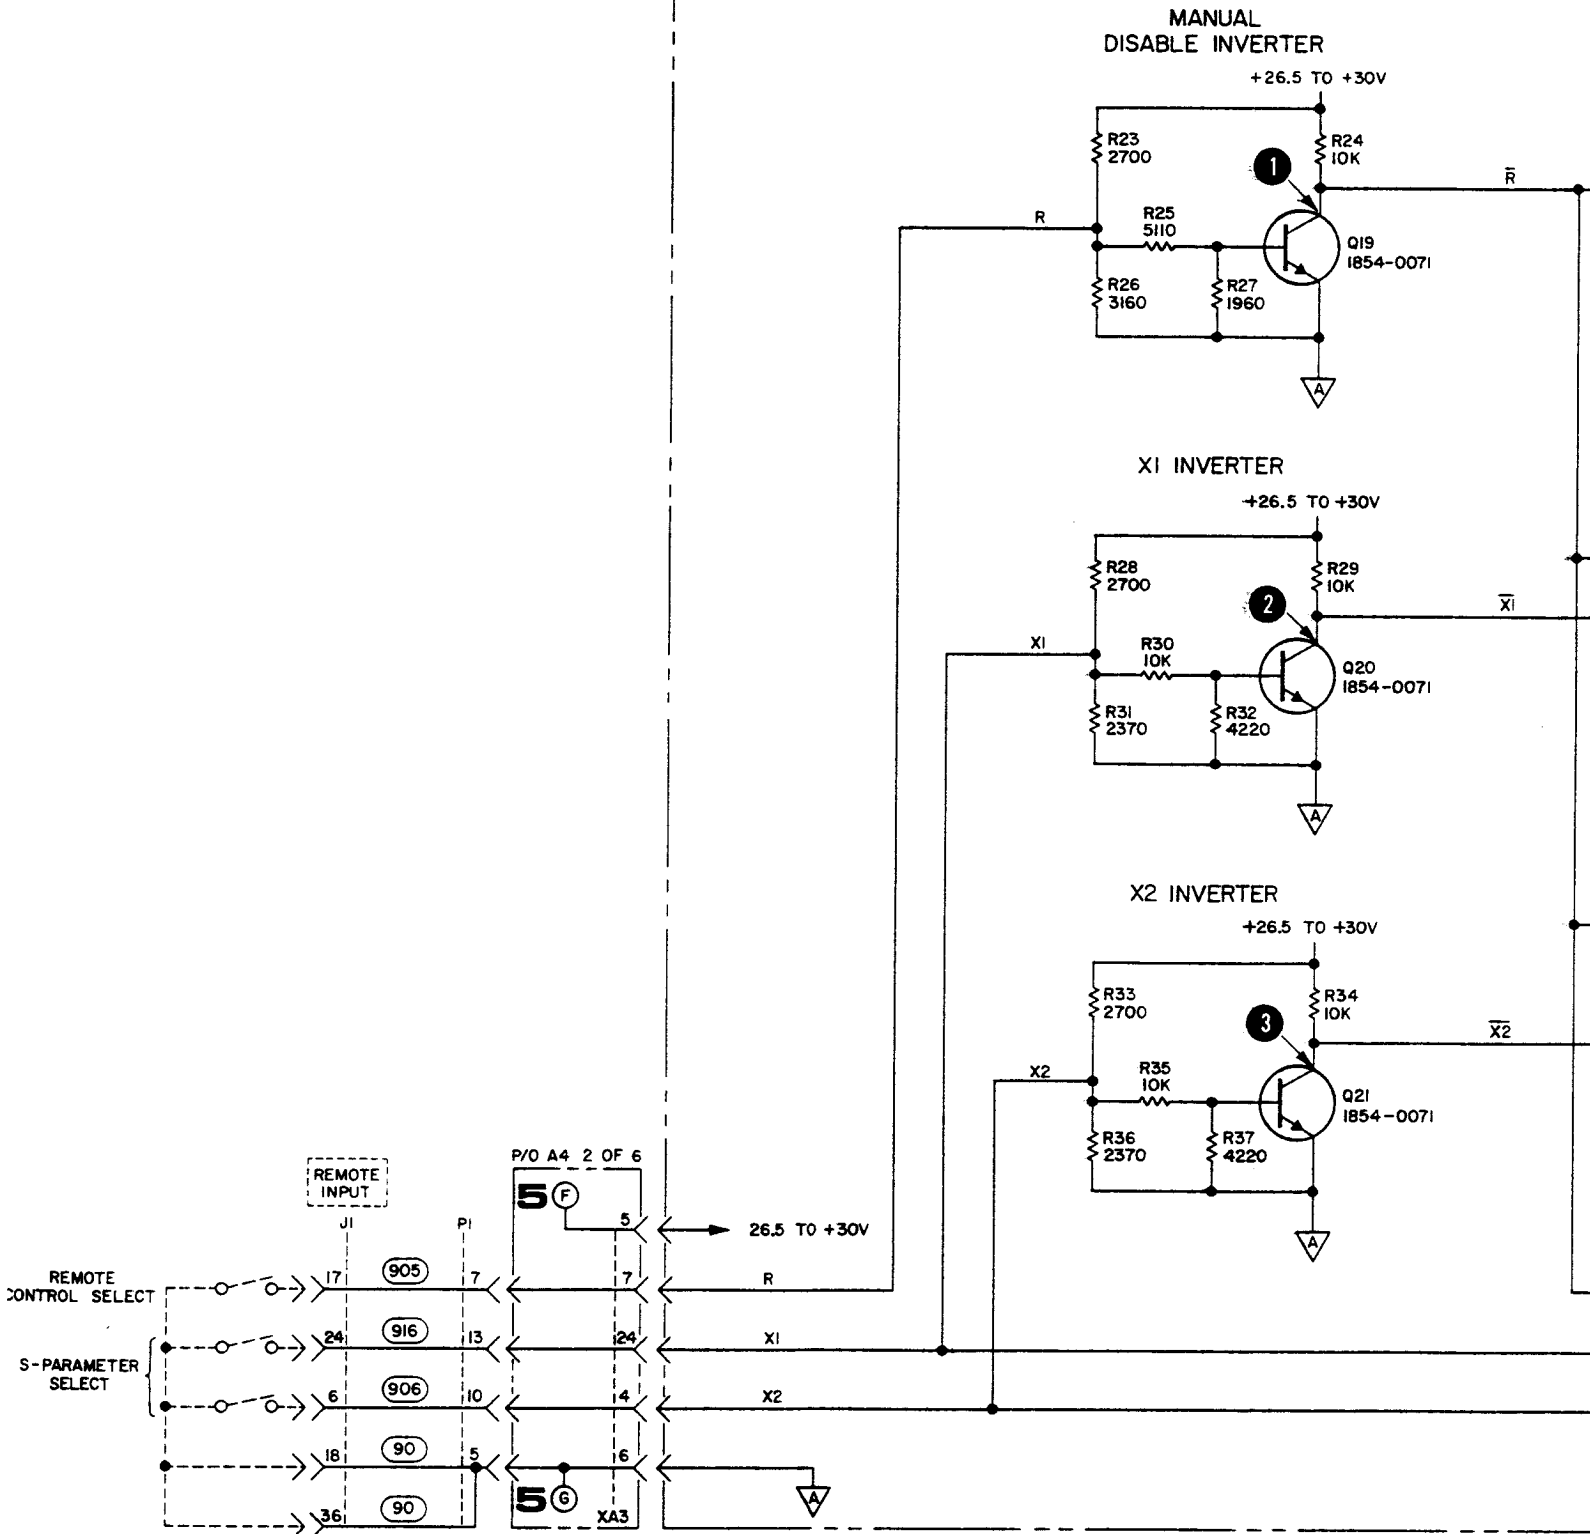 MANUAL
DISABLE INVERTER
+26.5 TO +30V
R23
2700
R24
10K
1
R̅
R
R25
5110
Q19
1854-0071
R26
3160
R27
1960
A
X1 INVERTER
+26.5 TO +30V
R28
2700
R29
10K
2
X̅1̅
X1
R30
10K
Q20
1854-0071
R31
2370
R32
4220
A
X2 INVERTER
+26.5 TO +30V
R33
2700
R34
10K
3
X̅2̅
X2
R35
10K
Q21
1854-0071
R36
2370
R37
4220
A
P/O A4 2 OF 6
REMOTE
INPUT
5 F
J1
P1
5
26.5 TO +30V
REMOTE
CONTROL SELECT
17
905
7
7
R
24
916
13
24
X1
S-PARAMETER
SELECT
6
906
10
4
X2
18
90
5
6
5 G
A
36
90
XA3